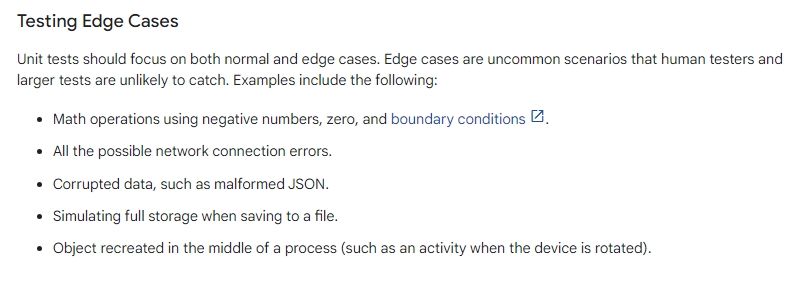 Testing Edge Cases
Unit tests should focus on both normal and edge cases. Edge cases are uncommon scenarios that human testers and
larger tests are unlikely to catch. Examples include the following:
• Math operations using negative numbers, zero, and boundary conditions.
• All the possible network connection errors.
• Corrupted data, such as malformed JSON.
• Simulating full storage when saving to a file.
• Object recreated in the middle of a process (such as an activity when the device is rotated).